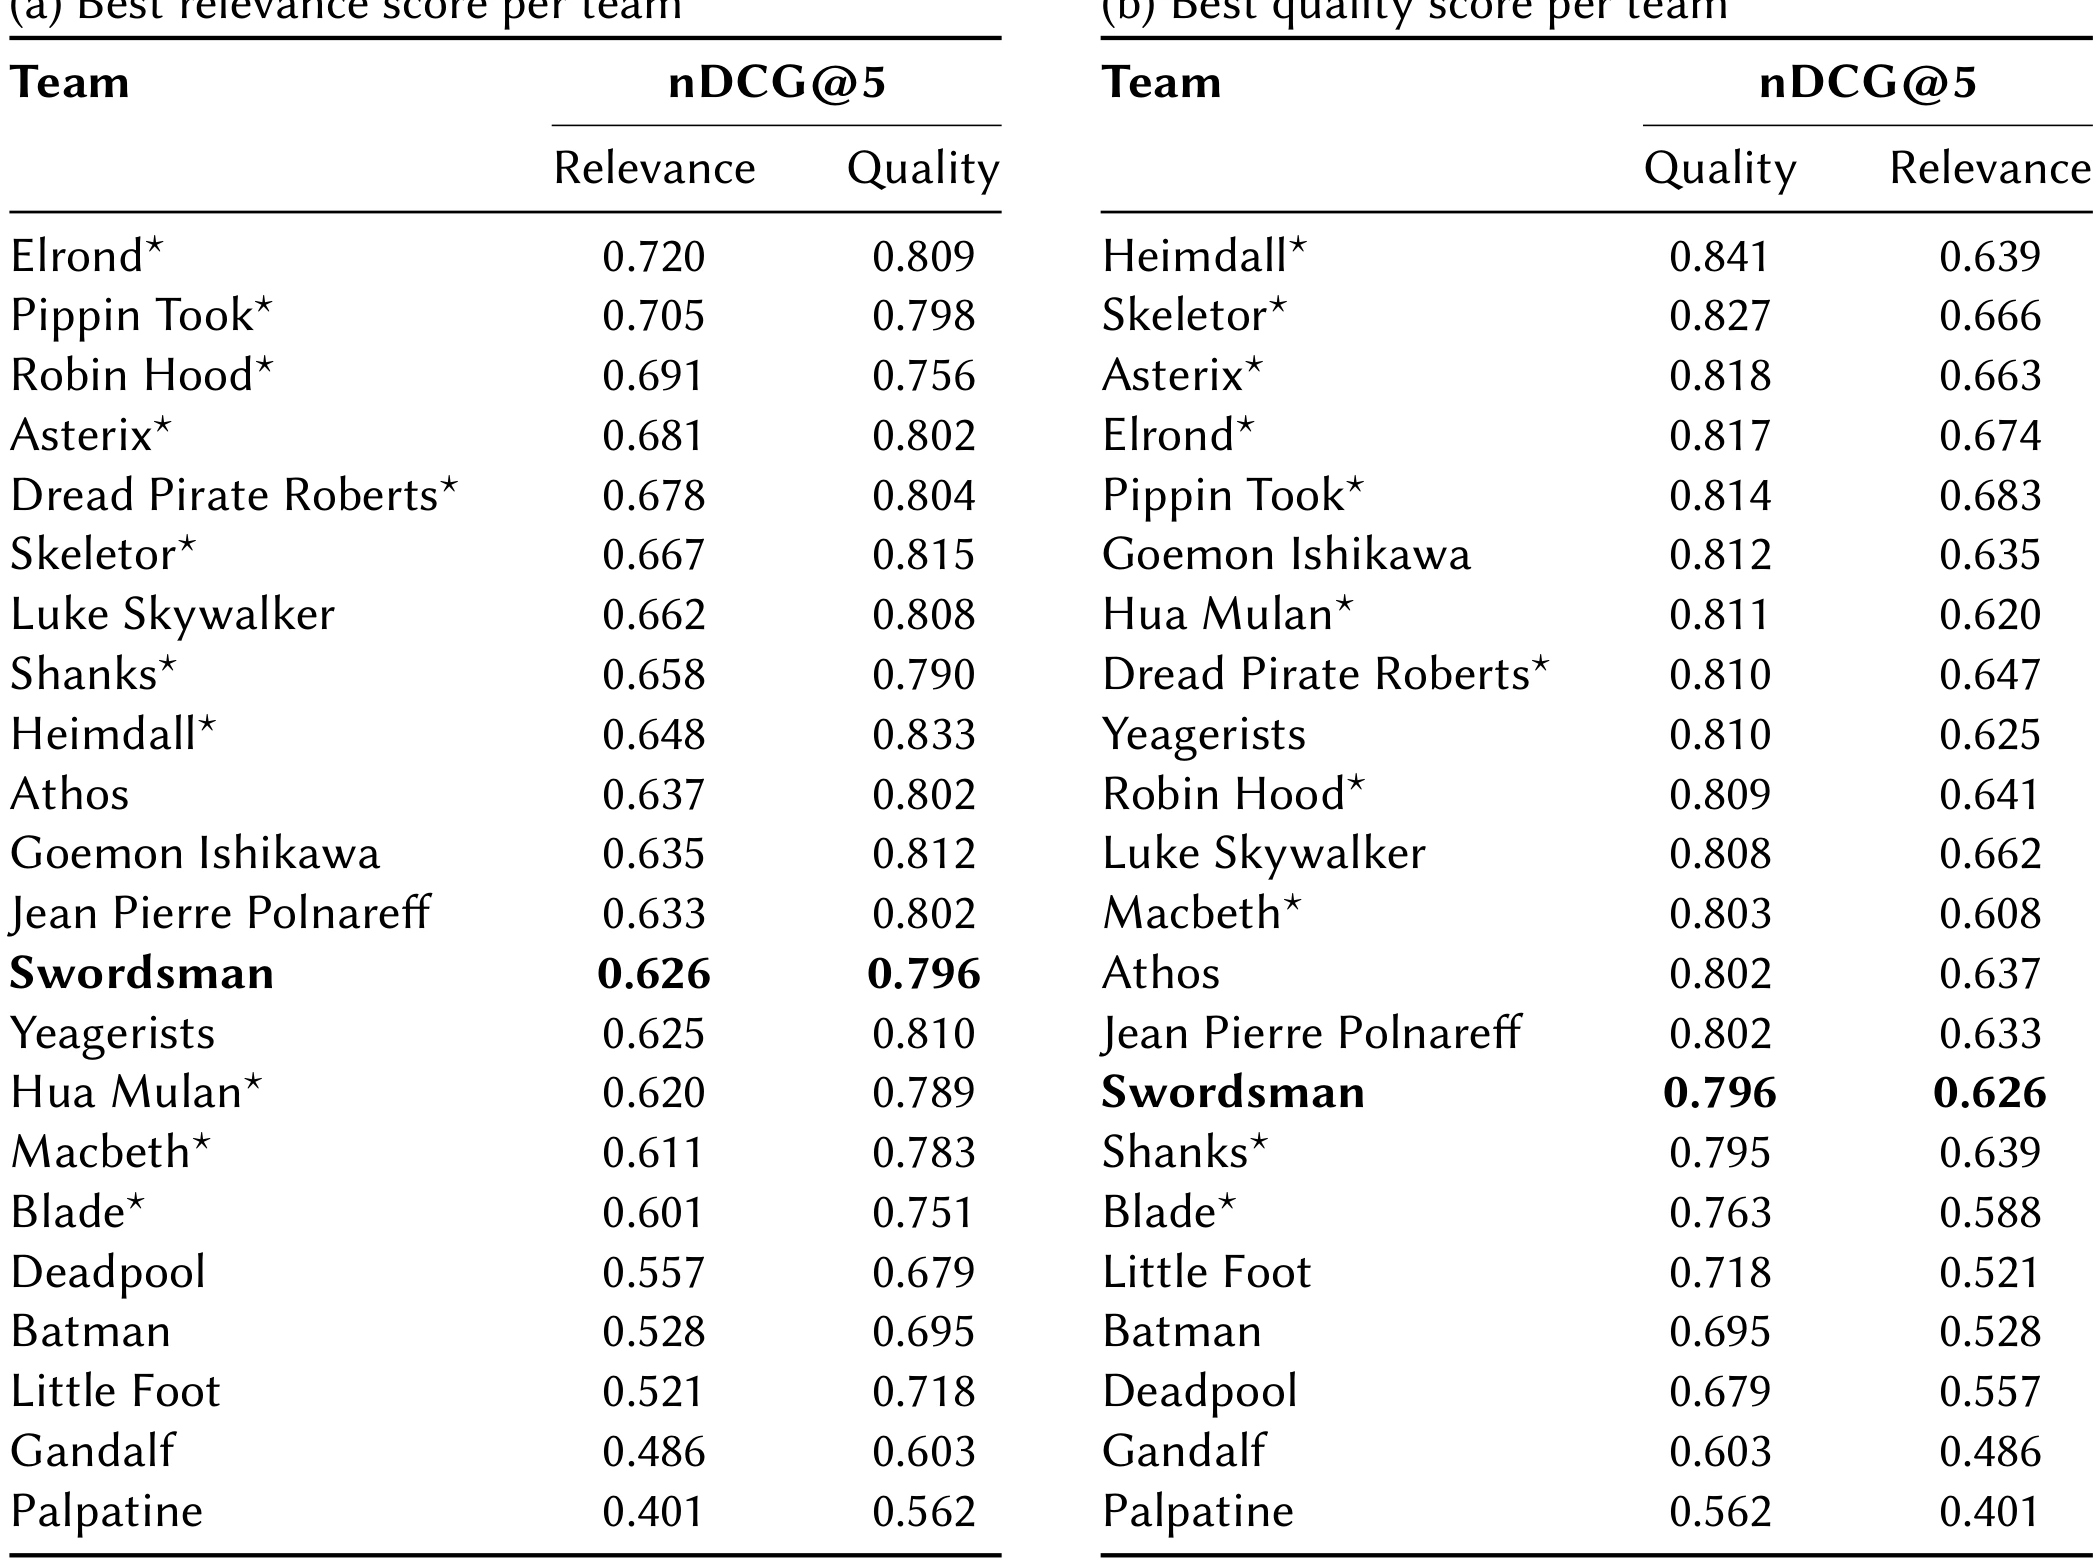 (a) Best relevance score per team
Team nDCG@5
Relevance Quality
Elrond* 0.720 0.809
Pippin Took* 0.705 0.798
Robin Hood* 0.691 0.756
Asterix* 0.681 0.802
Dread Pirate Roberts* 0.678 0.804
Skeletor* 0.667 0.815
Luke Skywalker 0.662 0.808
Shanks* 0.658 0.790
Heimdall* 0.648 0.833
Athos 0.637 0.802
Goemon Ishikawa 0.635 0.812
Jean Pierre Polnareff 0.633 0.802
Swordsman 0.626 0.796
Yeagerists 0.625 0.810
Hua Mulan* 0.620 0.789
Macbeth* 0.611 0.783
Blade* 0.601 0.751
Deadpool 0.557 0.679
Batman 0.528 0.695
Little Foot 0.521 0.718
Gandalf 0.486 0.603
Palpatine 0.401 0.562
(b) Best quality score per team
Team nDCG@5
Quality Relevance
Heimdall* 0.841 0.639
Skeletor* 0.827 0.666
Asterix* 0.818 0.663
Elrond* 0.817 0.674
Pippin Took* 0.814 0.683
Goemon Ishikawa 0.812 0.635
Hua Mulan* 0.811 0.620
Dread Pirate Roberts* 0.810 0.647
Yeagerists 0.810 0.625
Robin Hood* 0.809 0.641
Luke Skywalker 0.808 0.662
Macbeth* 0.803 0.608
Athos 0.802 0.637
Jean Pierre Polnareff 0.802 0.633
Swordsman 0.796 0.626
Shanks* 0.795 0.639
Blade* 0.763 0.588
Little Foot 0.718 0.521
Batman 0.695 0.528
Deadpool 0.679 0.557
Gandalf 0.603 0.486
Palpatine 0.562 0.401